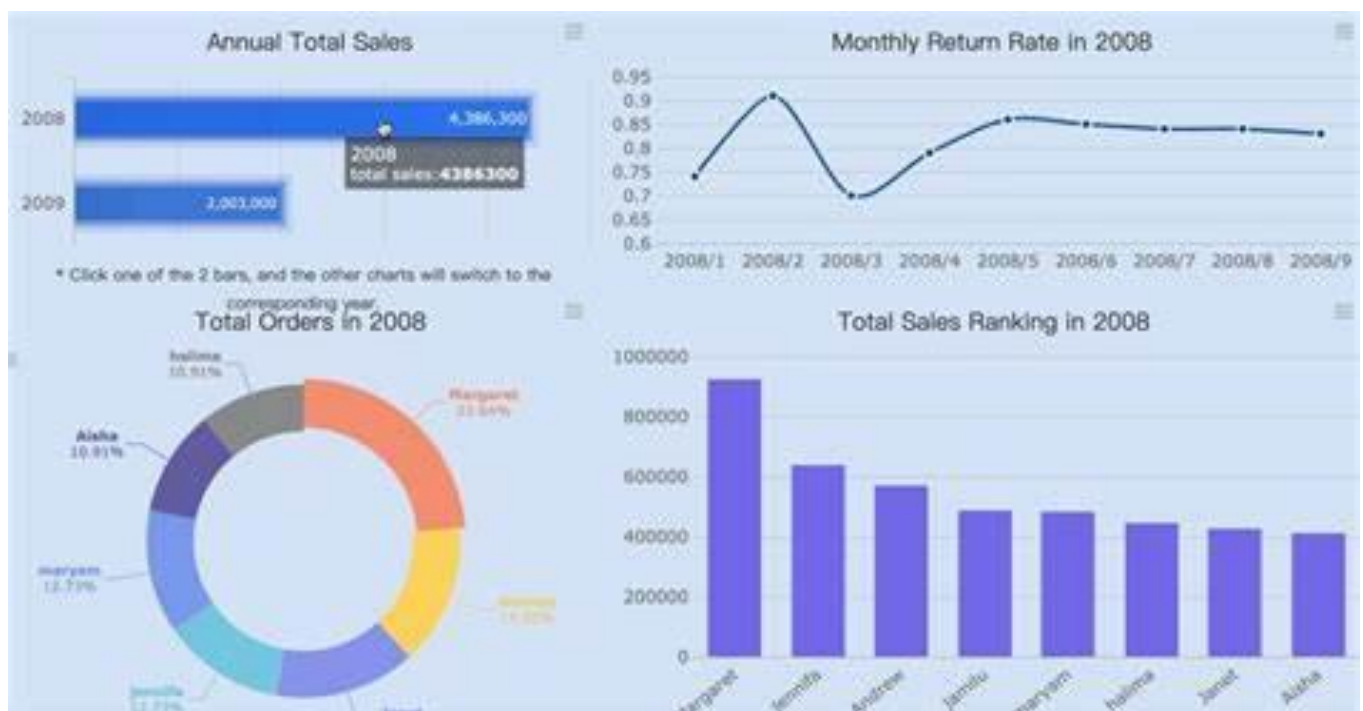 Annual Total Sales
2008
4,386,300
2008
total sales:4386300
2009
2,003,000
* Click one of the 2 bars, and the other charts will switch to the
corresponding year.
Monthly Return Rate in 2008
0.95
0.9
0.85
0.8
0.75
0.7
0.65
0.6
2008/1 2008/2 2008/3 2008/4 2008/5 2008/6 2008/7 2008/8 2008/9
Total Orders in 2008
halima
10.91%
Margaret
Aisha
10.91%
maryam
12.73%
Jennifa
12.73%
Total Sales Ranking in 2008
1000000
800000
600000
400000
200000
0
Margaret Jennifa Andrew Jamilu maryam halima Janet Aisha